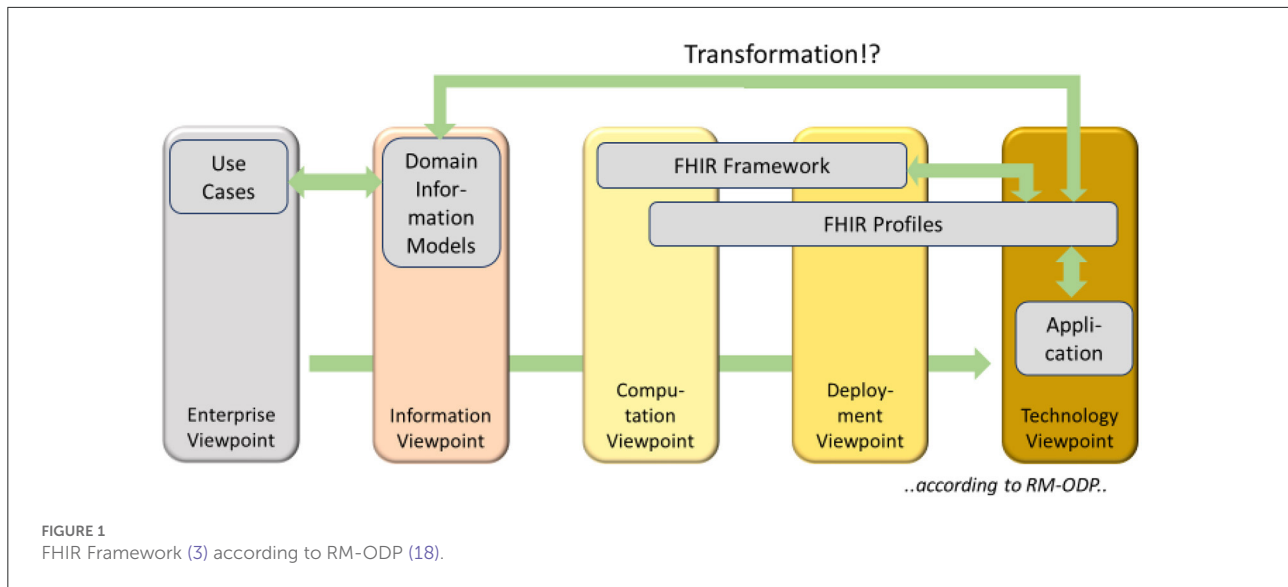 Transformation!?
Use
Cases
Domain
Infor-
mation
Models
FHIR Framework
FHIR Profiles
Appli-
cation
Enterprise
Viewpoint
Information
Viewpoint
Compu-
tation
Viewpoint
Deploy-
ment
Viewpoint
Technology
Viewpoint
..according to RM-ODP..
FIGURE 1
FHIR Framework (3) according to RM-ODP (18).